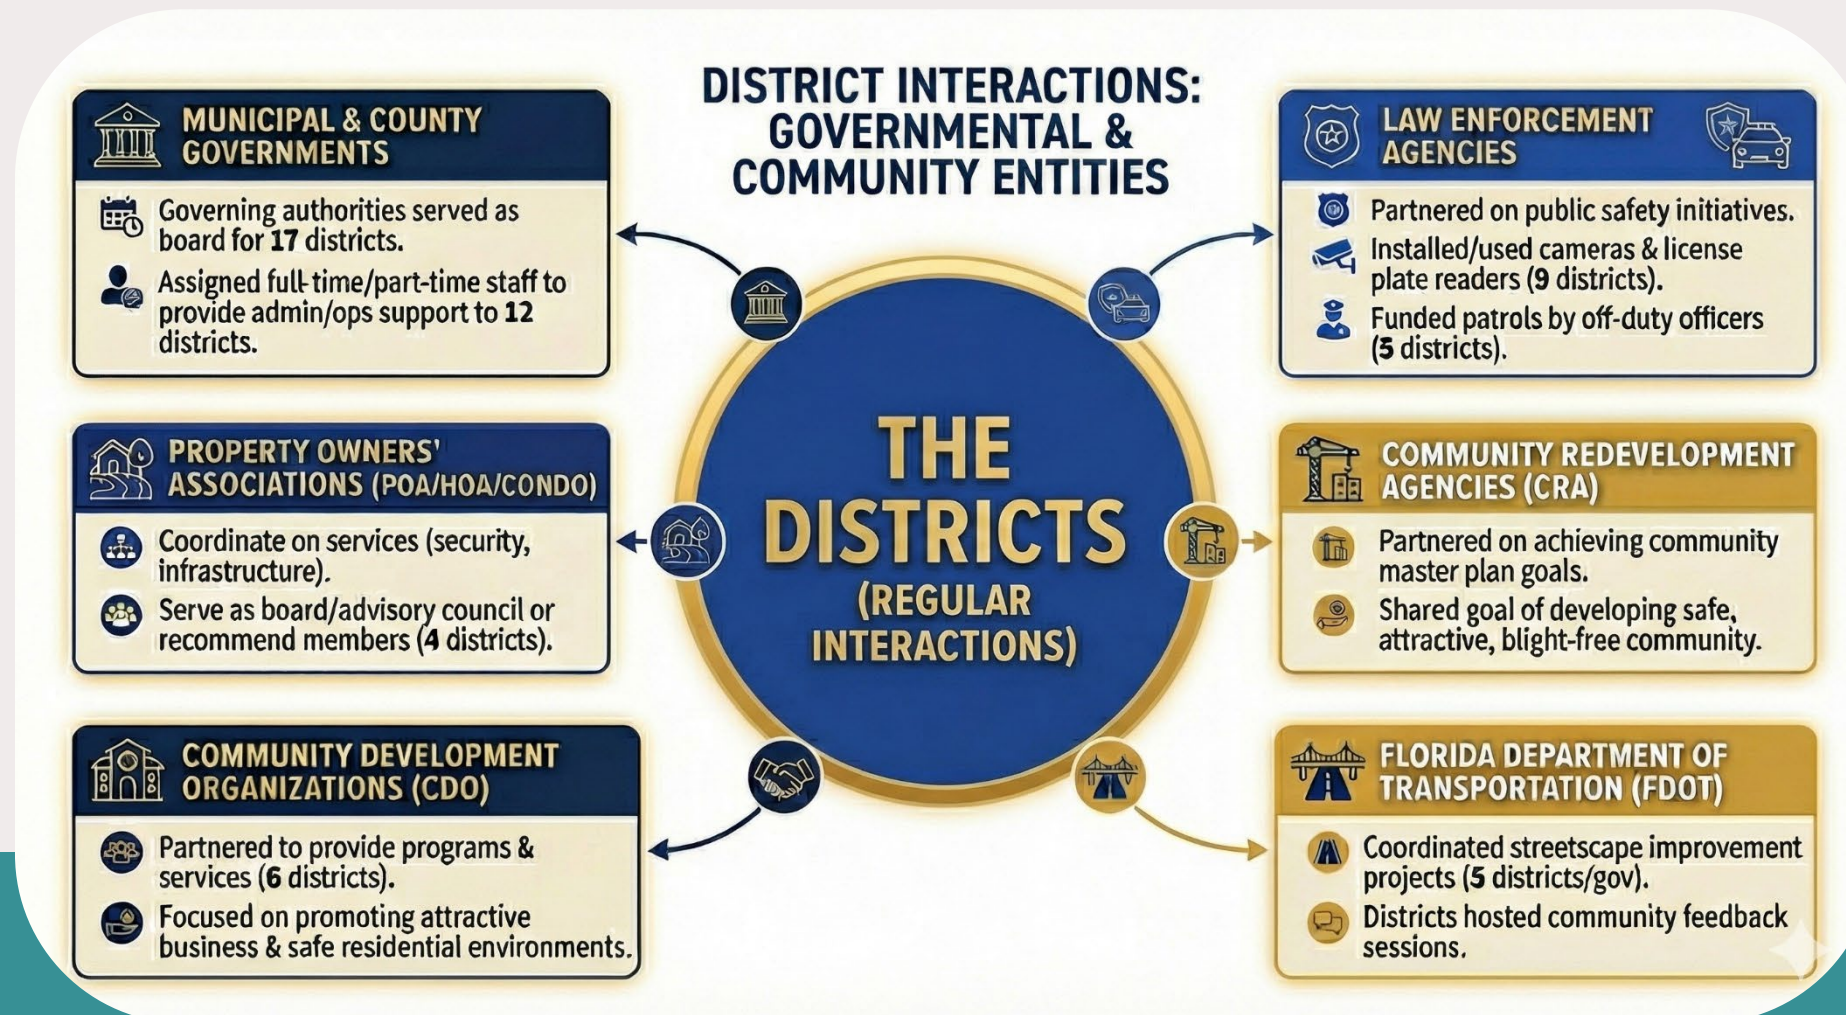 DISTRICT INTERACTIONS:
GOVERNMENTAL &
COMMUNITY ENTITIES
MUNICIPAL & COUNTY
GOVERNMENTS
Governing authorities served as
board for 17 districts.
Assigned full-time/part-time staff to
provide admin/ops support to 12
districts.
PROPERTY OWNERS'
ASSOCIATIONS (POA/HOA/CONDO)
Coordinate on services (security,
infrastructure).
Serve as board/advisory council or
recommend members (4 districts).
COMMUNITY DEVELOPMENT
ORGANIZATIONS (CDO)
Partnered to provide programs &
services (6 districts).
Focused on promoting attractive
business & safe residential environments.
THE
DISTRICTS
(REGULAR
INTERACTIONS)
LAW ENFORCEMENT
AGENCIES
Partnered on public safety initiatives.
Installed/used cameras & license
plate readers (9 districts).
Funded patrols by off-duty officers
(5 districts).
COMMUNITY REDEVELOPMENT
AGENCIES (CRA)
Partnered on achieving community
master plan goals.
Shared goal of developing safe,
attractive, blight-free community.
FLORIDA DEPARTMENT OF
TRANSPORTATION (FDOT)
Coordinated streetscape improvement
projects (5 districts/gov).
Districts hosted community feedback
sessions.